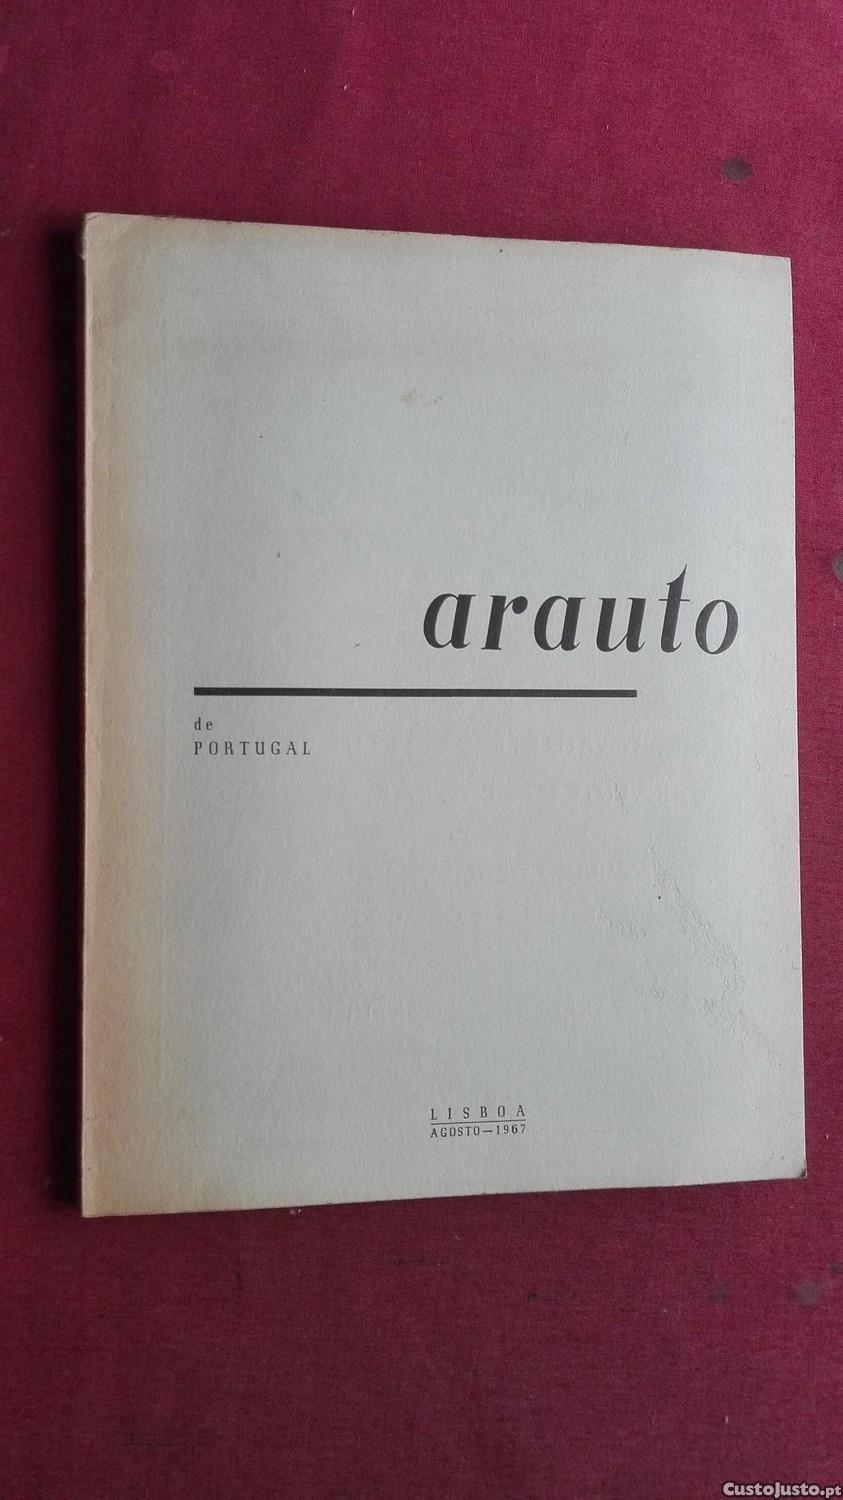 arauto
de
PORTUGAL
LISBOA
AGOSTO—1967
CustoJusto.pt